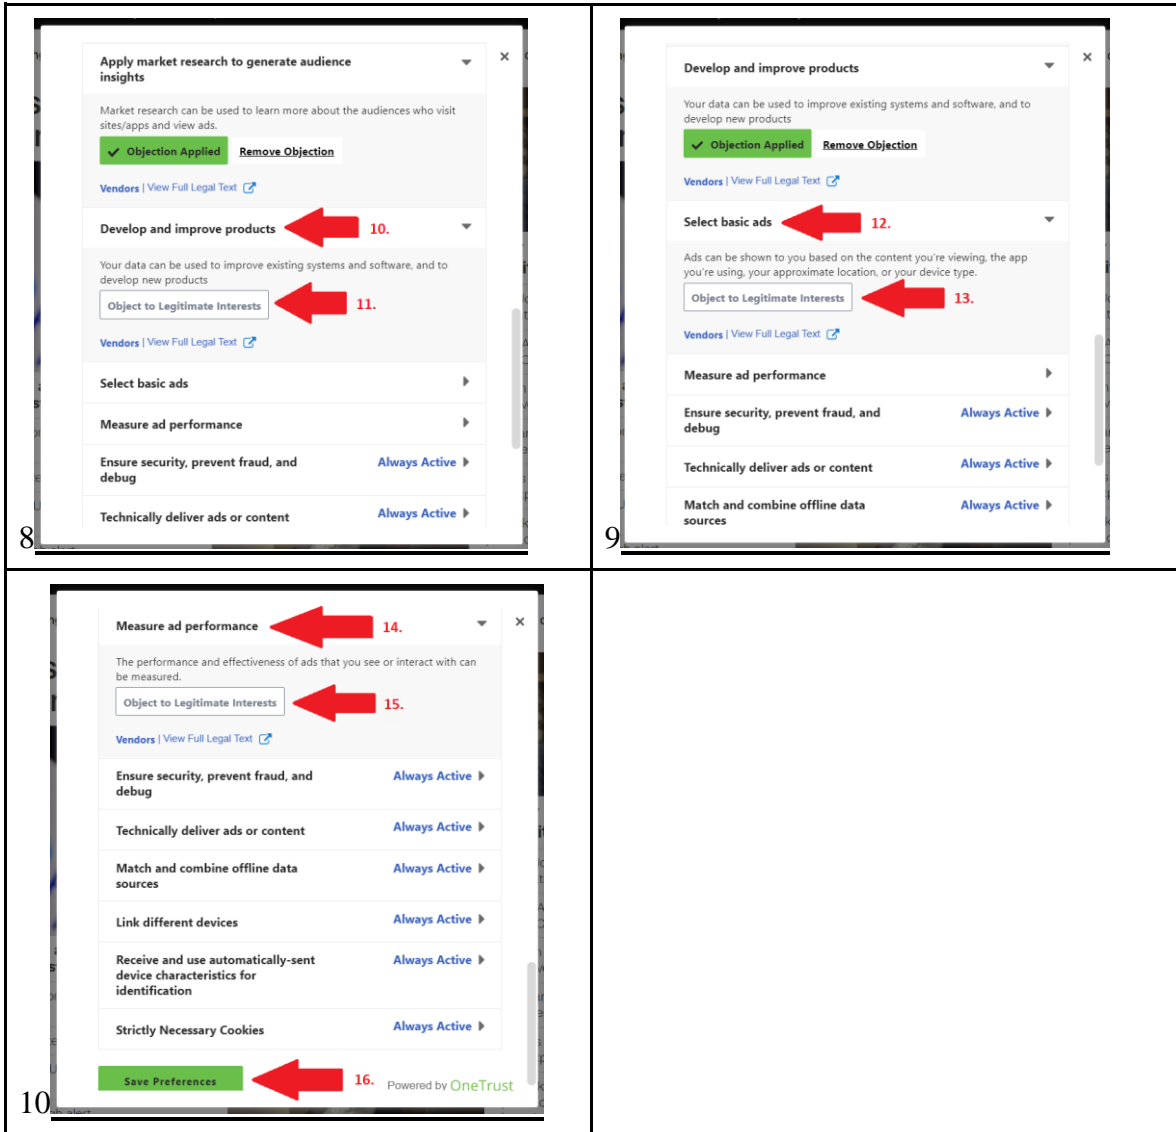 Apply market research to generate audience
insights
Market research can be used to learn more about the audiences who visit
sites/apps and view ads.
Objection Applied Remove Objection
Vendors | View Full Legal Text
Develop and improve products 10.
Your data can be used to improve existing systems and software, and to
develop new products
Object to Legitimate Interests 11.
Vendors | View Full Legal Text
Select basic ads
Measure ad performance
Ensure security, prevent fraud, and Always Active
debug
Technically deliver ads or content Always Active
8
Develop and improve products
Your data can be used to improve existing systems and software, and to
develop new products
Objection Applied Remove Objection
Vendors | View Full Legal Text
Select basic ads 12.
Ads can be shown to you based on the content you're viewing, the app
you're using, your approximate location, or your device type.
Object to Legitimate Interests 13.
Vendors | View Full Legal Text
Measure ad performance
Ensure security, prevent fraud, and Always Active
debug
Technically deliver ads or content Always Active
Match and combine offline data Always Active
sources
9
Measure ad performance 14.
The performance and effectiveness of ads that you see or interact with can
be measured.
Object to Legitimate Interests 15.
Vendors | View Full Legal Text
Ensure security, prevent fraud, and Always Active
debug
Technically deliver ads or content Always Active
Match and combine offline data Always Active
sources
Link different devices Always Active
Receive and use automatically-sent Always Active
device characteristics for
identification
Strictly Necessary Cookies Always Active
Save Preferences 16. Powered by OneTrust
10